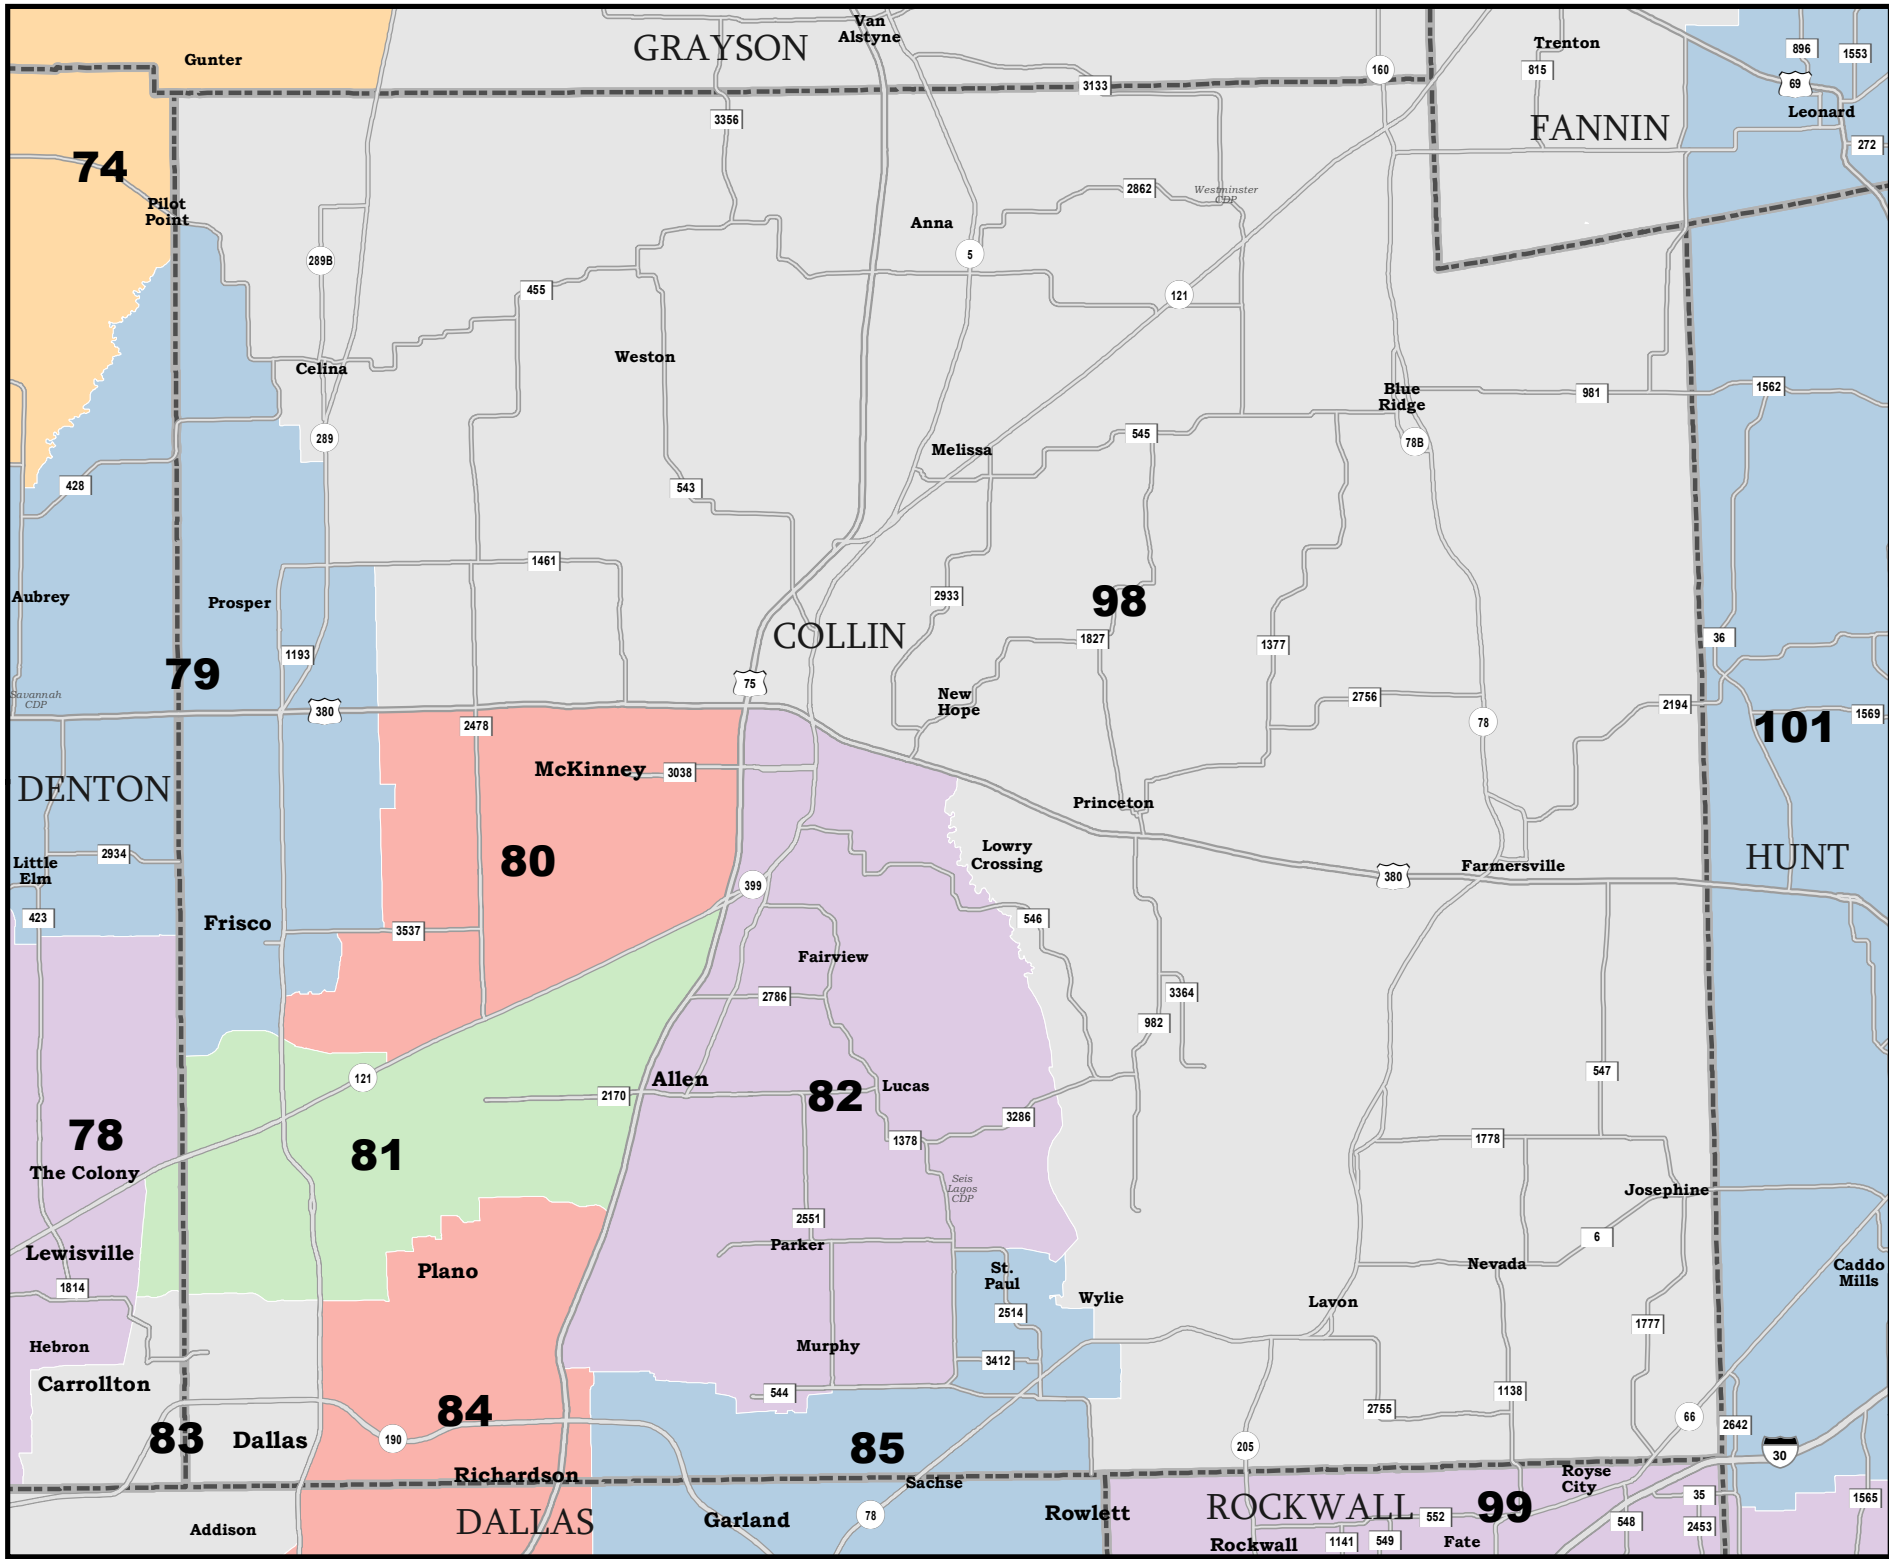 Van
Alstyne
GRAYSON
Gunter
Trenton
896
1553
160
815
69
3133
Leonard
3356
FANNIN
272
74
2862
Westminster
CDP
Pilot
Point
Anna
5
289B
455
121
Weston
Celina
1562
Blue
Ridge
981
289
545
78B
Melissa
428
543
1461
Aubrey
Prosper
2933
98
COLLIN
1827
36
1193
1377
79
75
Savannah
CDP
380
New
Hope
2756
2194
2478
78
1569
101
McKinney
3038
DENTON
Princeton
2934
Little
Elm
80
Lowry
Crossing
Farmersville
HUNT
380
399
423
Frisco
3537
546
Fairview
2786
3364
982
121
Allen
2170
82
Lucas
547
3286
78
81
1378
1778
The Colony
Seis
Lagos
CDP
Josephine
2551
6
Lewisville
Parker
Plano
St.
Paul
Nevada
Caddo
Mills
1814
Wylie
Lavon
2514
1777
Hebron
Murphy
3412
Carrollton
544
1138
84
2755
66
2642
83
Dallas
190
85
205
30
Richardson
Sachse
Royse
City
35
1565
DALLAS
Garland
78
Rowlett
ROCKWALL
99
552
548
2453
Addison
Rockwall
1141
549
Fate